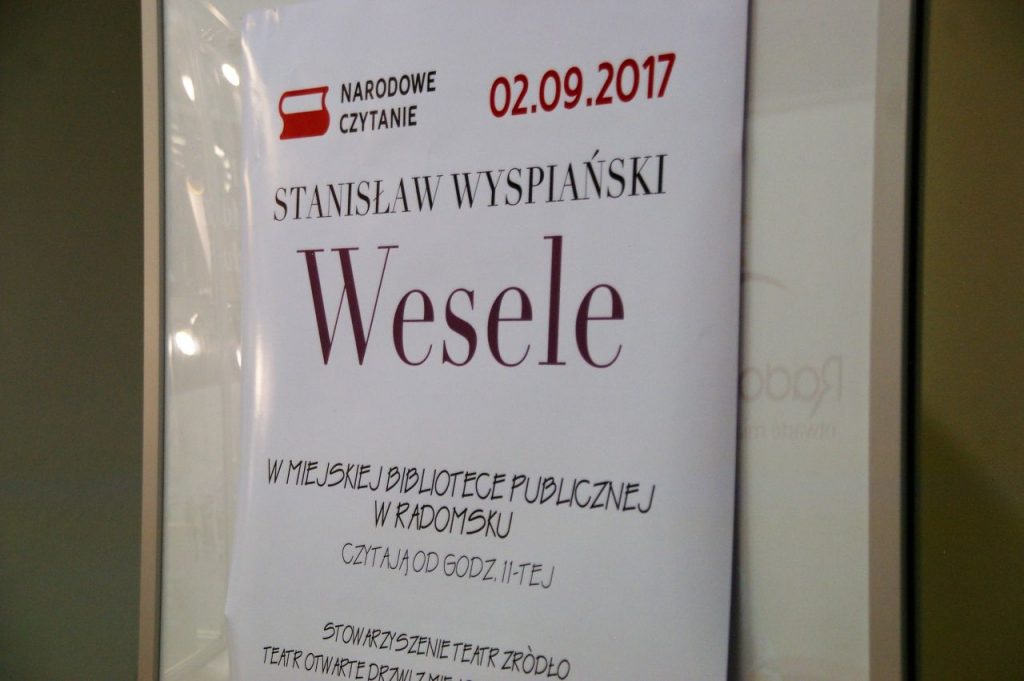 NARODOWE
CZYTANIE
02.09.2017
STANISŁAW WYSPIAŃSKI
Wesele
W MIEJSKIEJ BIBLIOTECE PUBLICZNEJ
W RADOMSKU
CZYTAJĄ OD GODZ. 11-TEJ
STOWARZYSZENIE TEATR ZRÓDŁO
TEATR OTWARTE DRZWI Z